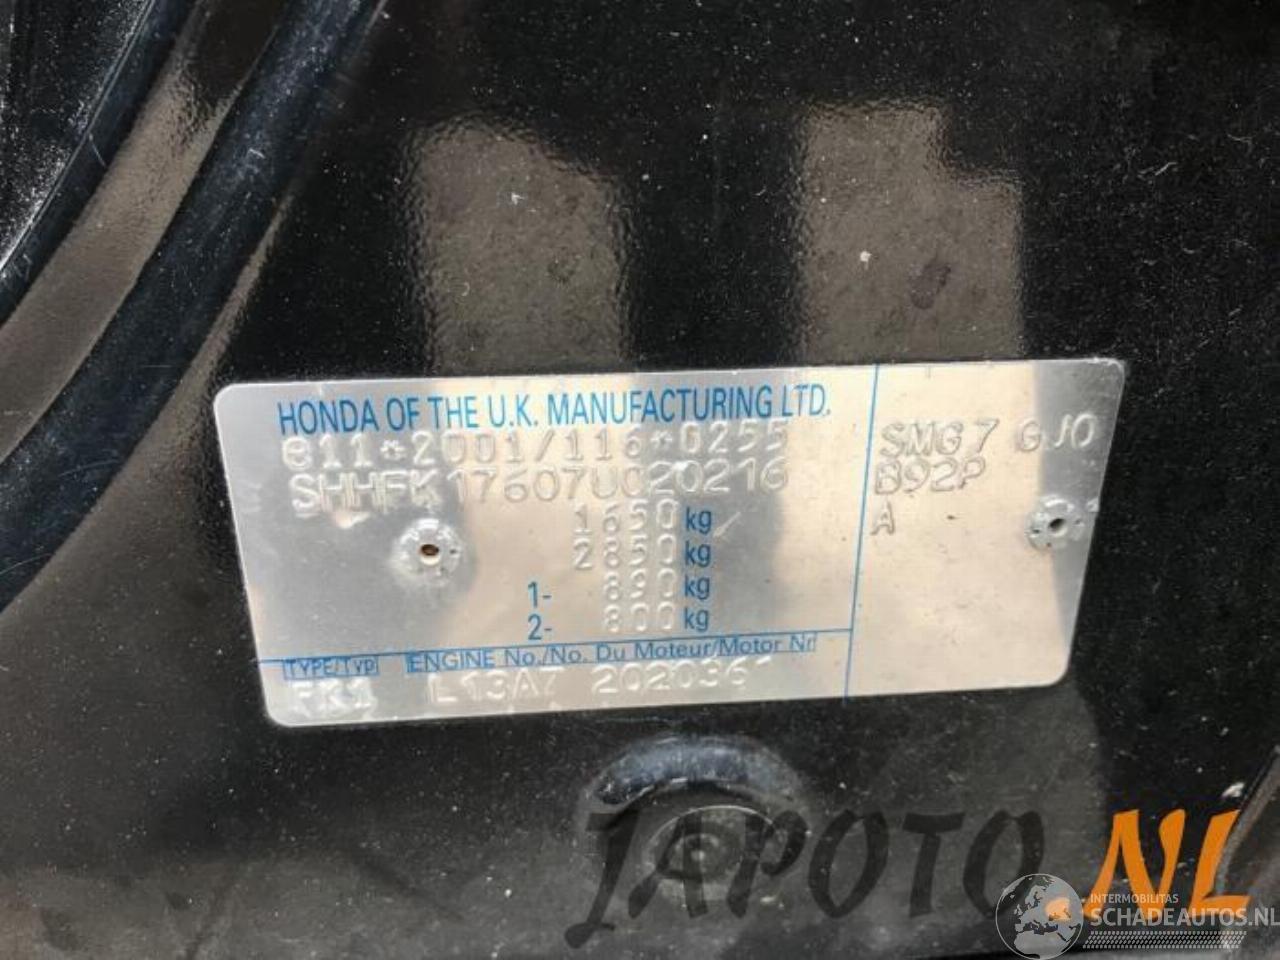 HONDA OF THE U.K. MANUFACTURING LTD.
e11*2001/116*0255
SHHFK17607U020216
1650 kg
2850 kg
1- 890 kg
2- 800 kg
TYPE/TYP ENGINE No./No. Du Moteur/Motor Nr
FK1 L13A7 2020361
SMG7 GJ0
B92P
A
JAPOTO.NL
INTERMOBILITAS
SCHADEAUTOS.NL